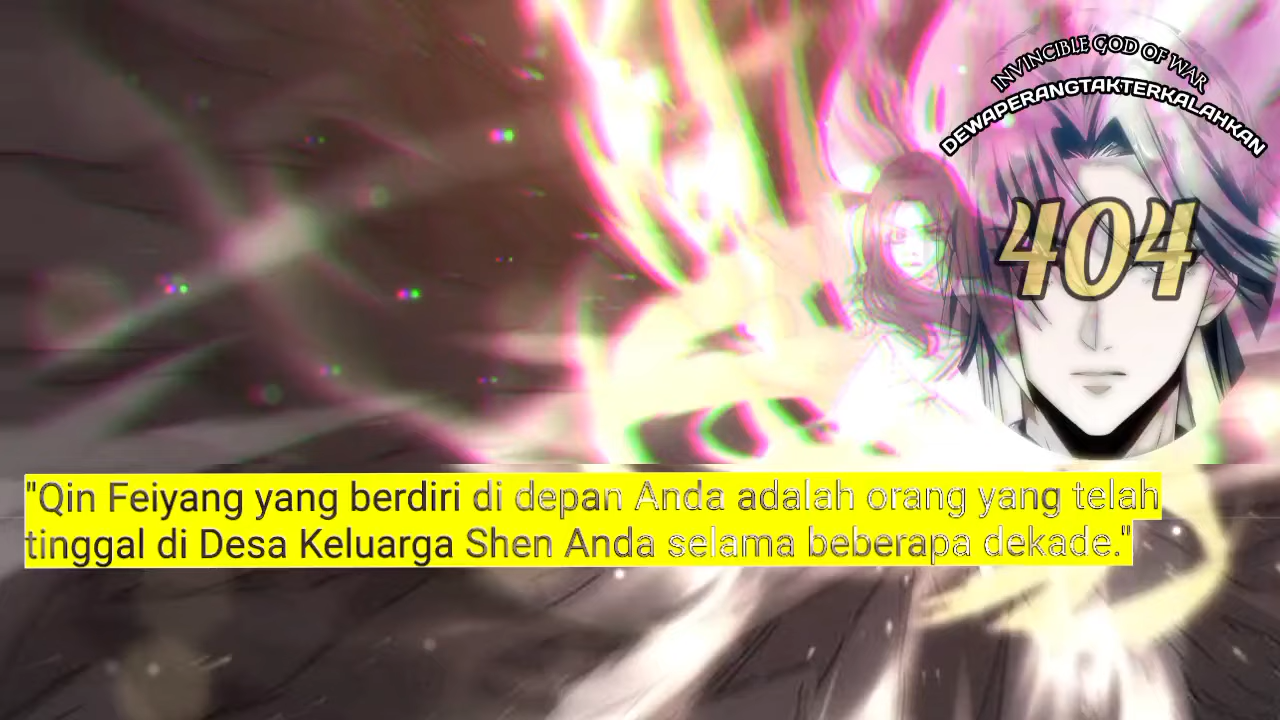 INVINCIBLE GOD OF WAR
DEWAPERANGTAKTERKALAHKAN
404
"Qin Feiyang yang berdiri di depan Anda adalah orang yang telah
tinggal di Desa Keluarga Shen Anda selama beberapa dekade."